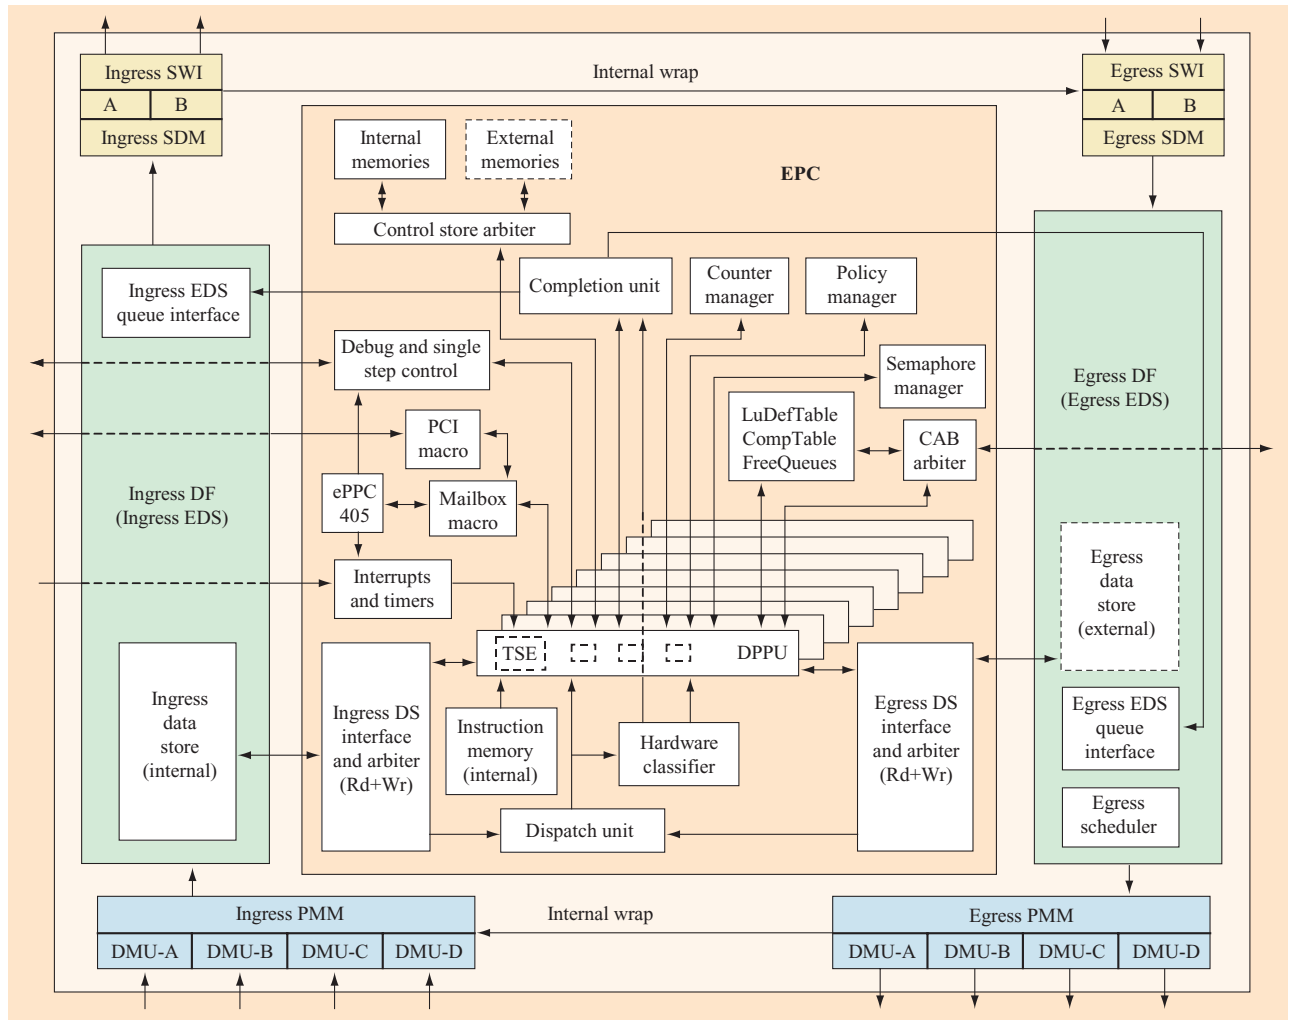 Ingress SWI
A
B
Ingress SDM
Internal wrap
Egress SWI
A
B
Egress SDM
EPC
Internal
memories
External
memories
Control store arbiter
Completion unit
Counter
manager
Policy
manager
Ingress EDS
queue interface
Debug and single
step control
Semaphore
manager
Egress DF
(Egress EDS)
PCI
macro
LuDefTable
CompTable
FreeQueues
CAB
arbiter
Ingress DF
(Ingress EDS)
ePPC
405
Mailbox
macro
Interrupts
and timers
Egress
data
store
(external)
TSE
DPPU
Ingress
data
store
(internal)
Ingress DS
interface
and arbiter
(Rd+Wr)
Instruction
memory
(internal)
Hardware
classifier
Egress DS
interface
and arbiter
(Rd+Wr)
Egress EDS
queue
interface
Dispatch unit
Egress
scheduler
Ingress PMM
DMU-A
DMU-B
DMU-C
DMU-D
Internal wrap
Egress PMM
DMU-A
DMU-B
DMU-C
DMU-D